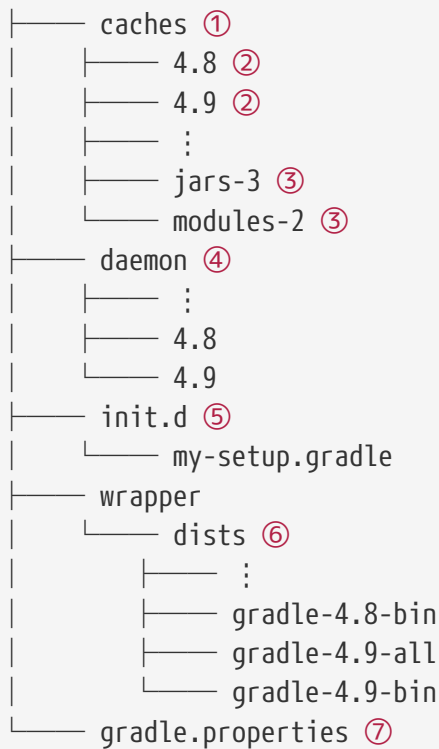 ├── caches ①
│   ├── 4.8 ②
│   ├── 4.9 ②
│   ├── ⋮
│   ├── jars-3 ③
│   └── modules-2 ③
├── daemon ④
│   ├── ⋮
│   ├── 4.8
│   └── 4.9
├── init.d ⑤
│   └── my-setup.gradle
├── wrapper
│   └── dists ⑥
│       ├── ⋮
│       ├── gradle-4.8-bin
│       ├── gradle-4.9-all
│       └── gradle-4.9-bin
└── gradle.properties ⑦